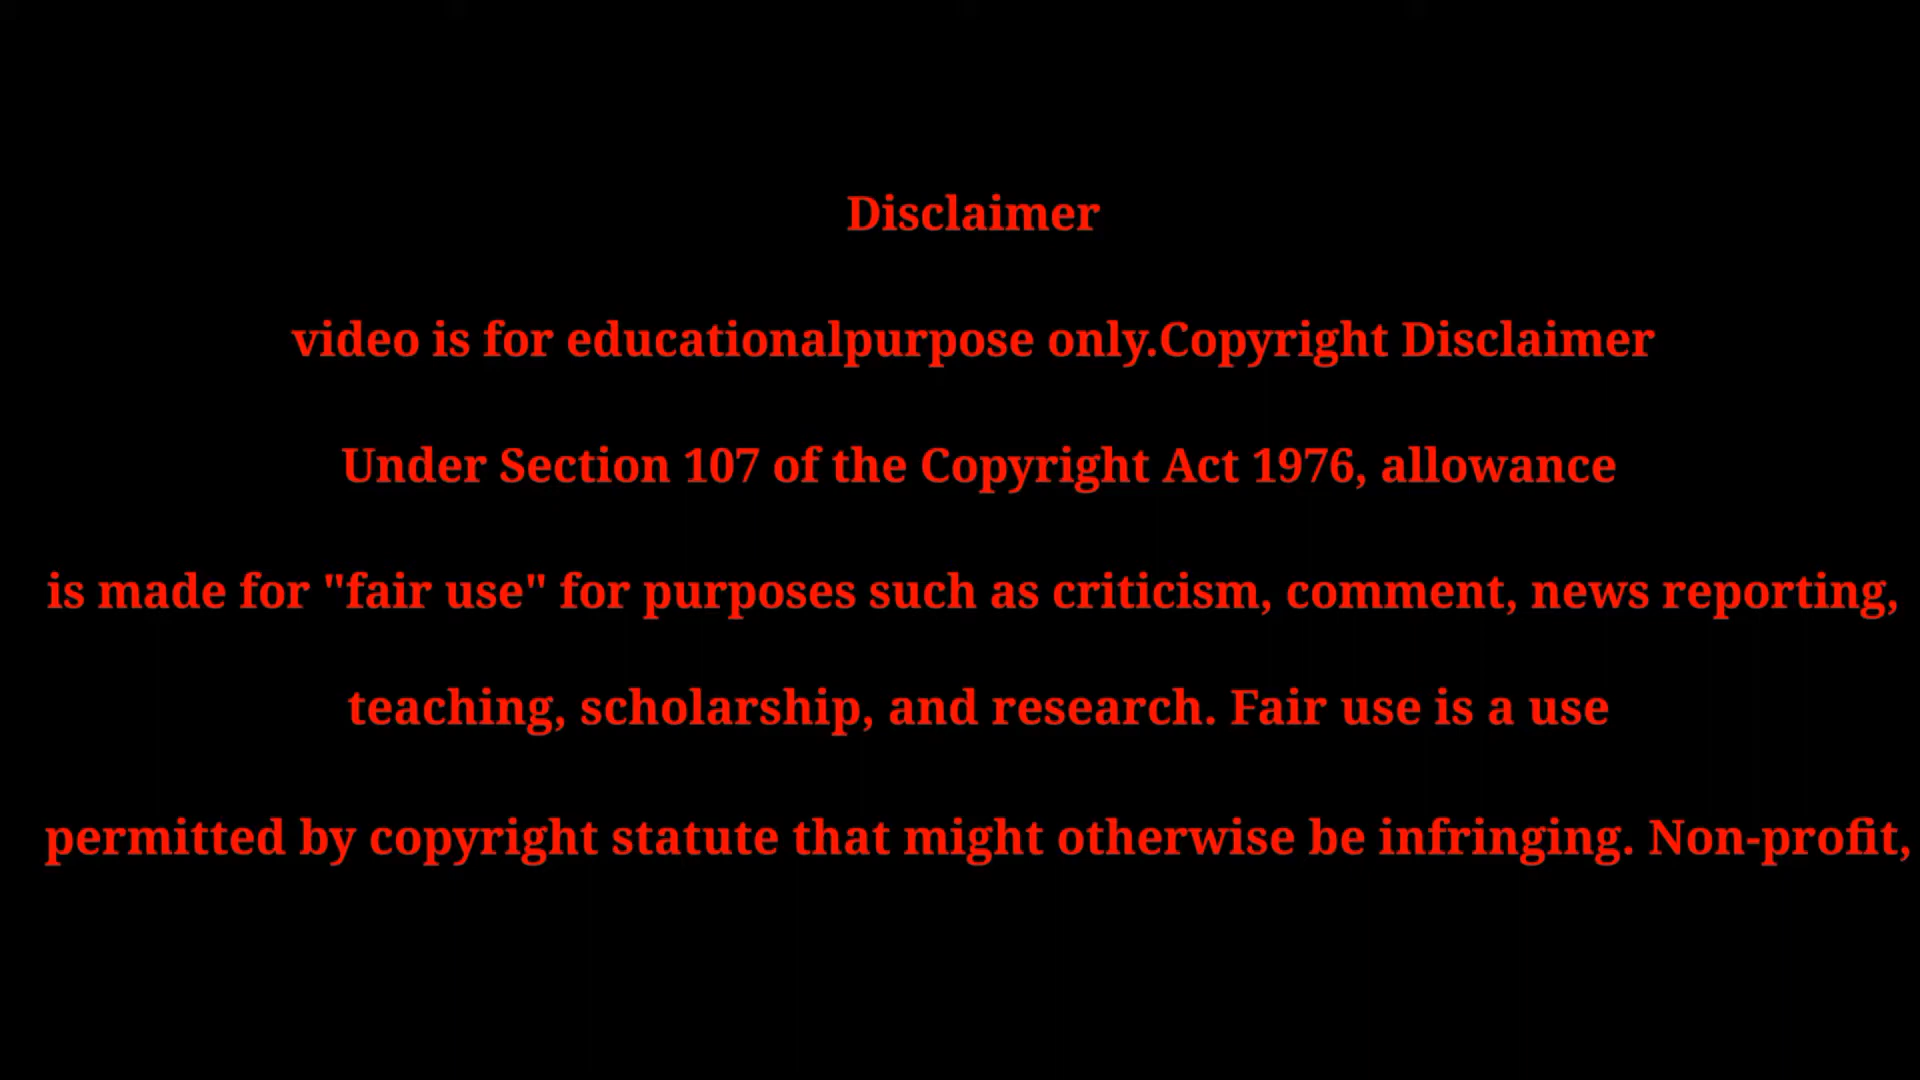 Disclaimer
video is for educationalpurpose only.Copyright Disclaimer
Under Section 107 of the Copyright Act 1976, allowance
is made for "fair use" for purposes such as criticism, comment, news reporting,
teaching, scholarship, and research. Fair use is a use
permitted by copyright statute that might otherwise be infringing. Non-profit,